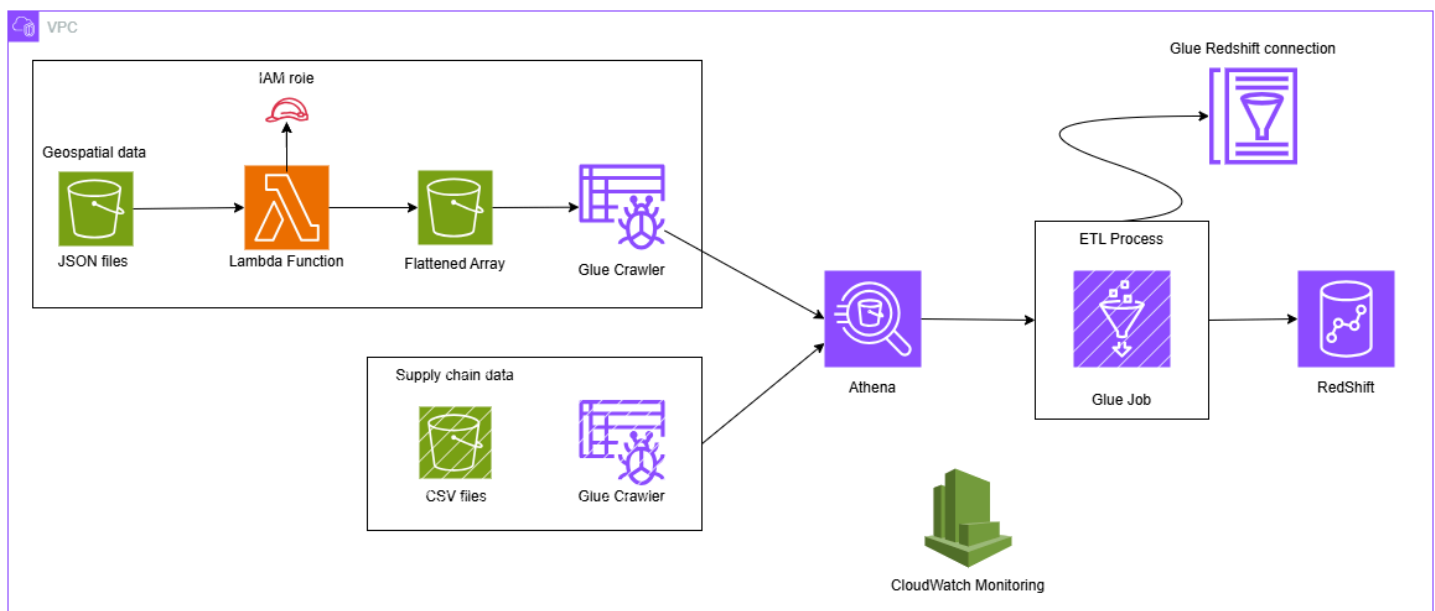 VPC
Glue Redshift connection
IAM role
Geospatial data
JSON files
Lambda Function
Flattened Array
Glue Crawler
ETL Process
Glue Job
Athena
RedShift
Supply chain data
CSV files
Glue Crawler
CloudWatch Monitoring